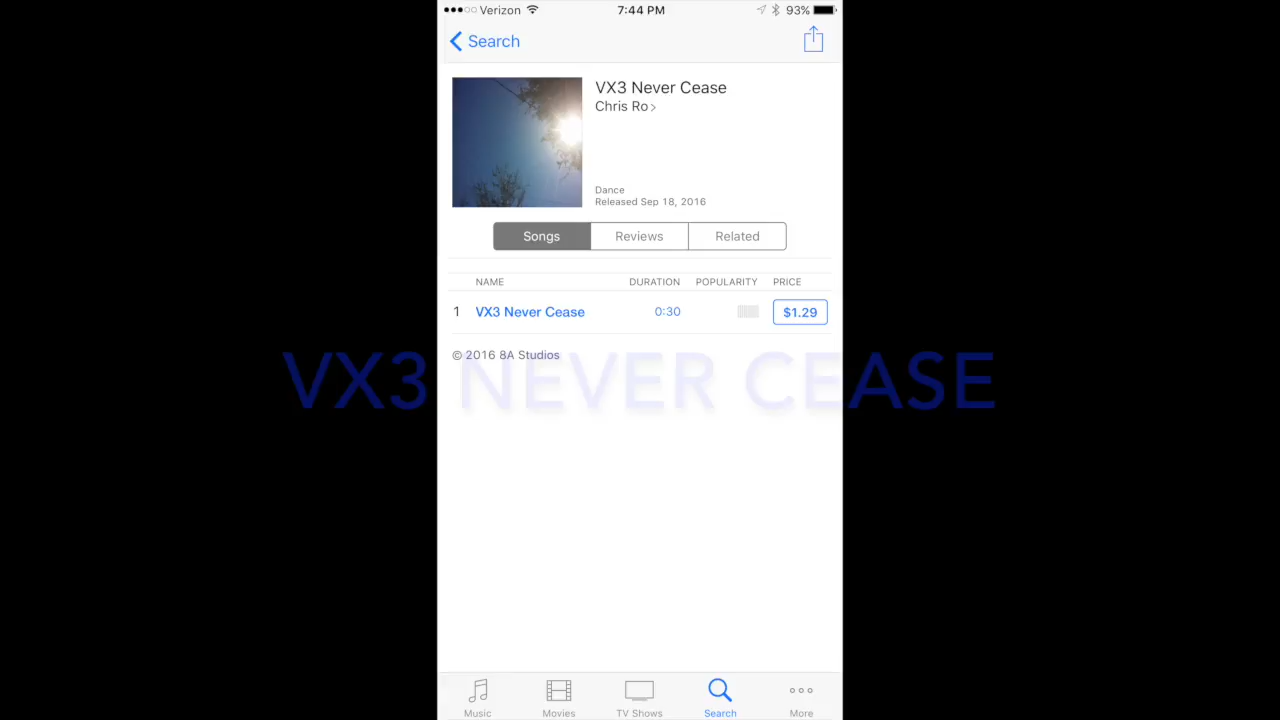 Verizon 7:44 PM 93%
Search
VX3 Never Cease
Chris Ro >
Dance
Released Sep 18, 2016
Songs Reviews Related
NAME DURATION POPULARITY PRICE
1 VX3 Never Cease 0:30 $1.29
© 2016 8A Studios
VX3 NEVER CEASE
Music Movies TV Shows Search More